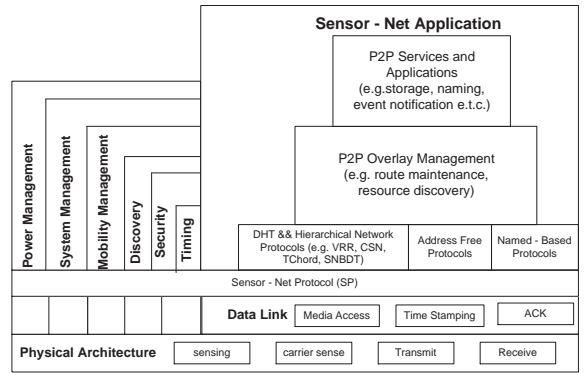 Sensor - Net Application
P2P Services and
Applications
(e.g.storage, naming,
event notification e.t.c.)
P2P Overlay Management
(e.g. route maintenance,
resource discovery)
Power Management
System Management
Mobility Management
Discovery
Security
Timing
DHT && Hierarchical Network
Protocols (e.g. VRR, CSN,
TChord, SNBDT)
Address Free
Protocols
Named - Based
Protocols
Sensor - Net Protocol (SP)
Data Link
Media Access
Time Stamping
ACK
Physical Architecture
sensing
carrier sense
Transmit
Receive